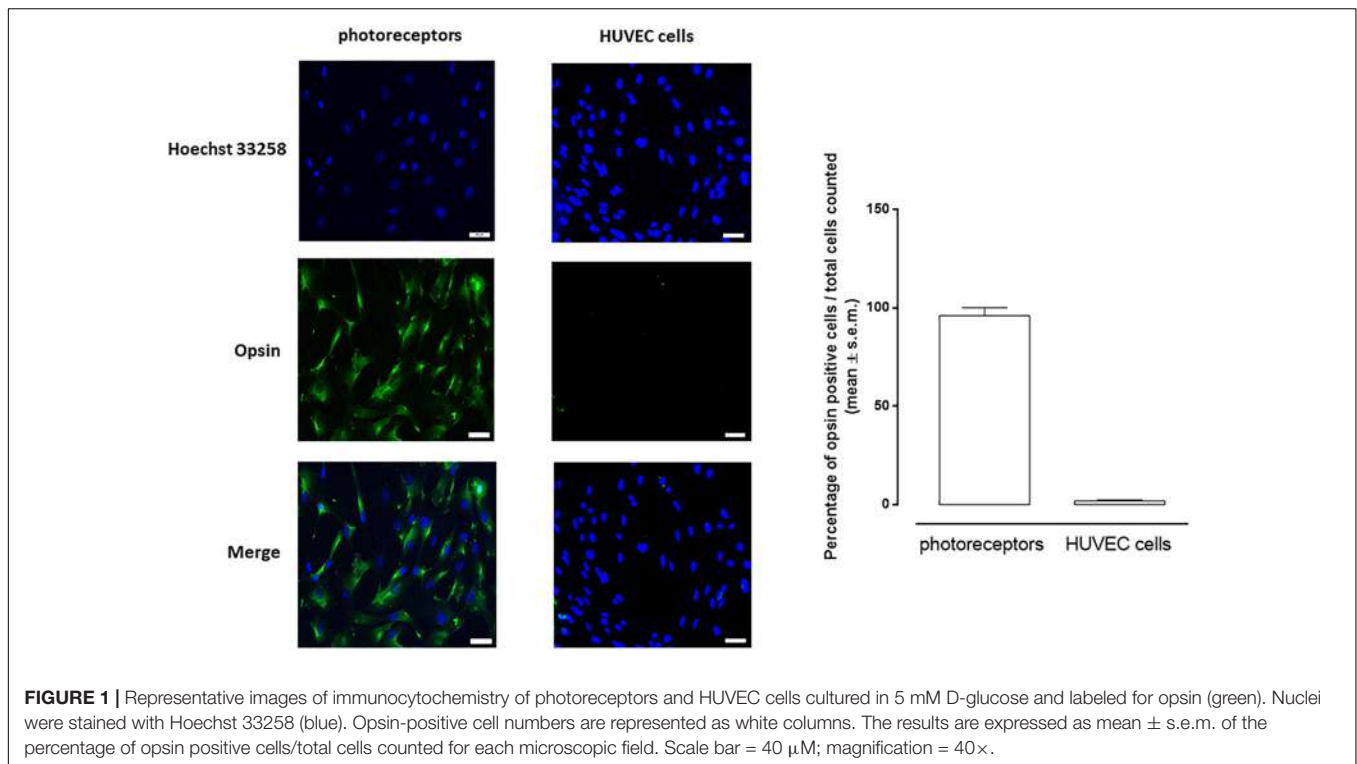 photoreceptors
HUVEC cells
Hoechst 33258
Opsin
Merge
Percentage of opsin positive cells / total cells counted
(mean ± s.e.m.)
150
100
50
0
photoreceptors
HUVEC cells
FIGURE 1 | Representative images of immunocytochemistry of photoreceptors and HUVEC cells cultured in 5 mM D-glucose and labeled for opsin (green). Nuclei
were stained with Hoechst 33258 (blue). Opsin-positive cell numbers are represented as white columns. The results are expressed as mean ± s.e.m. of the
percentage of opsin positive cells/total cells counted for each microscopic field. Scale bar = 40 μM; magnification = 40×.